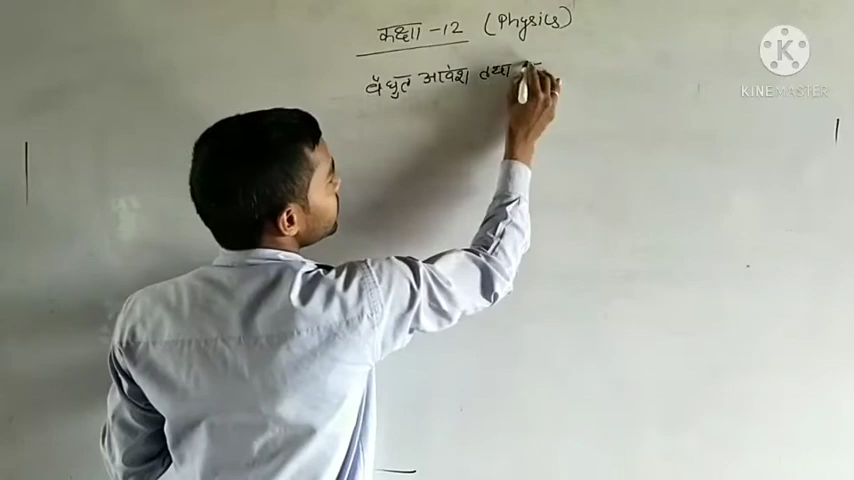 कक्षा - 12 (Physics)
वैधुत आवेश तथा
KINEMASTER